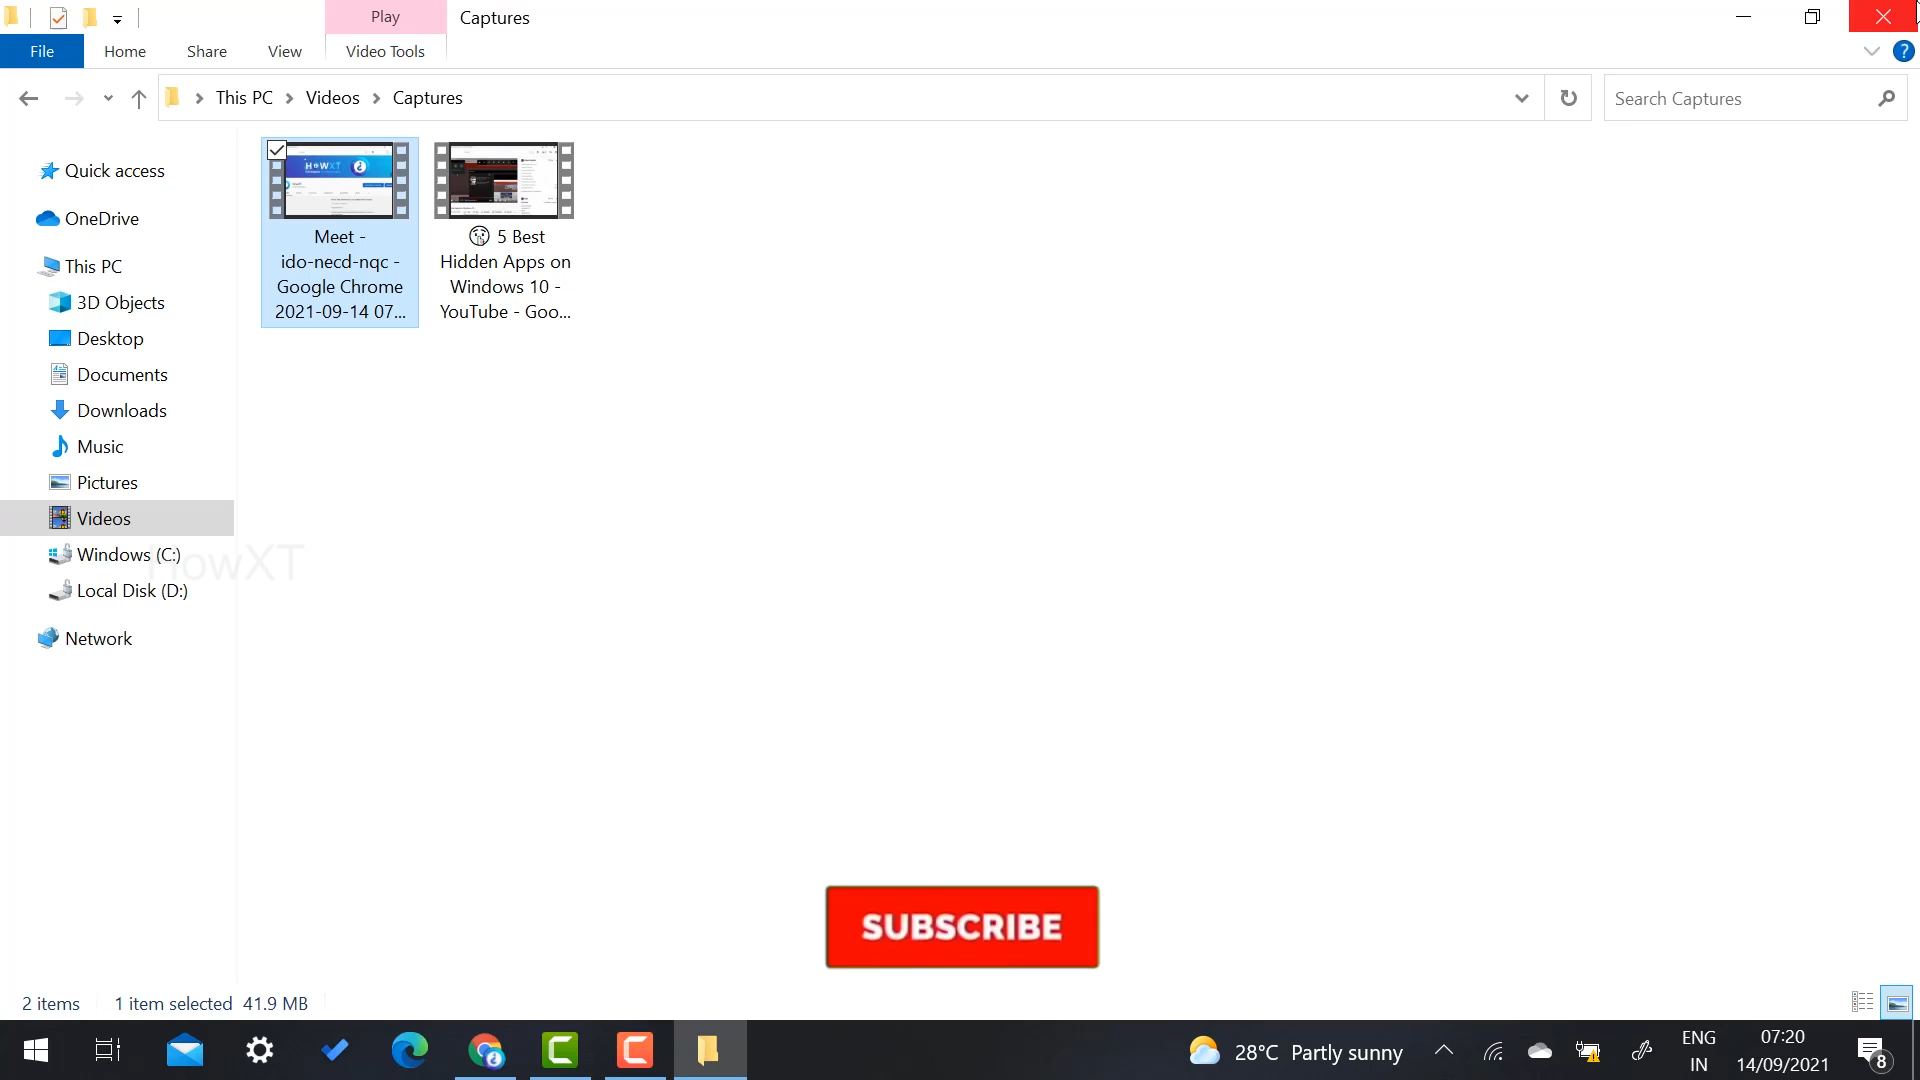 Play
Captures
File
Home
Share
View
Video Tools
?
This PC
Videos
Captures
Search Captures
Quick access
OneDrive
This PC
3D Objects
Desktop
Documents
Downloads
Music
Pictures
Videos
Windows (C:)
Local Disk (D:)
Network
HowXT
HOWXT
Meet -
ido-necd-nqc -
Google Chrome
2021-09-14 07...
5 Best
Hidden Apps on
Windows 10 -
YouTube - Goo...
SUBSCRIBE
2 items
1 item selected 41.9 MB
28°C Partly sunny
ENG
IN
07:20
14/09/2021
8